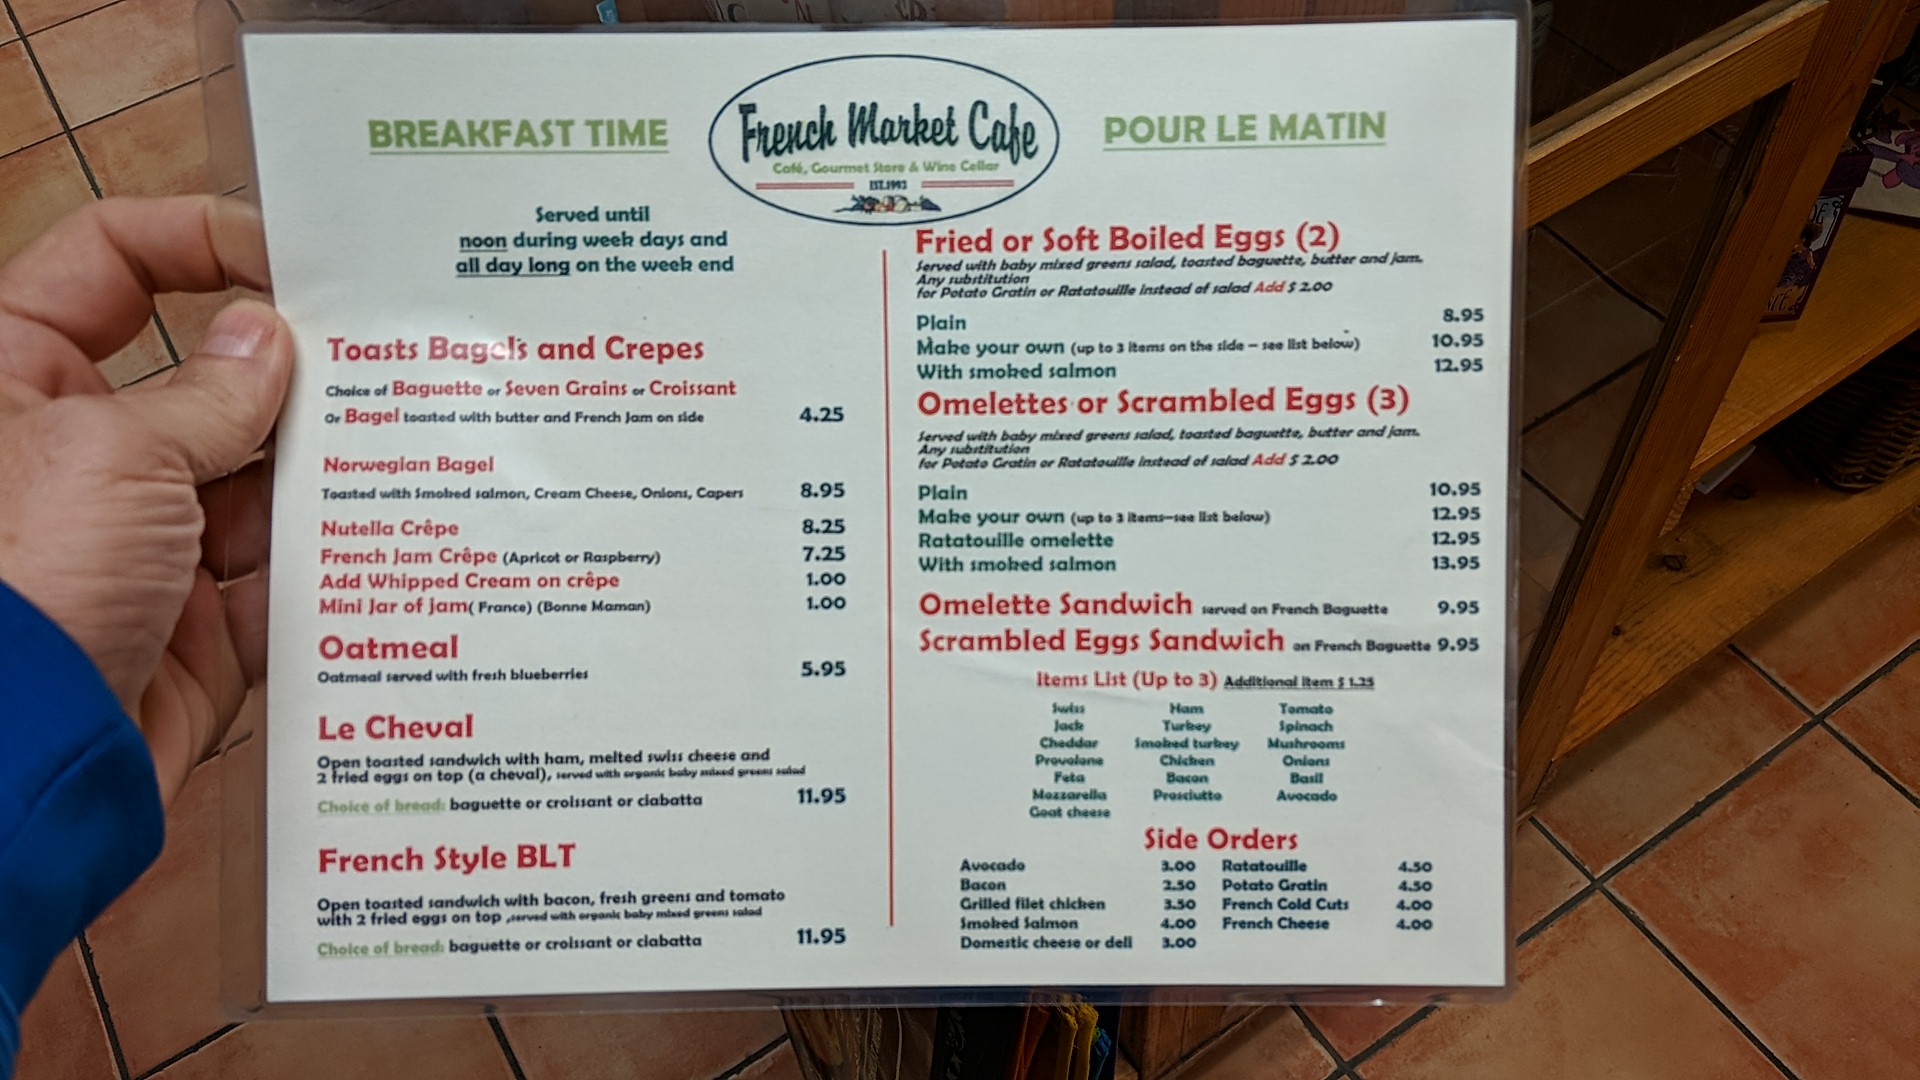 BREAKFAST TIME
French Market Cafe
Café, Gourmet Store & Wine Cellar
EST.1993
POUR LE MATIN
Served until
noon during week days and
all day long on the week end
Toasts Bagels and Crepes
Choice of Baguette or Seven Grains or Croissant
Or Bagel toasted with butter and French Jam on side 4.25
Norwegian Bagel
Toasted with Smoked salmon, Cream Cheese, Onions, Capers 8.95
Nutella Crêpe 8.25
French Jam Crêpe (Apricot or Raspberry) 7.25
Add Whipped Cream on crêpe 1.00
Mini Jar of Jam( France) (Bonne Maman) 1.00
Oatmeal
Oatmeal served with fresh blueberries 5.95
Le Cheval
Open toasted sandwich with ham, melted swiss cheese and
2 fried eggs on top (a cheval), served with organic baby mixed greens salad
Choice of bread: baguette or croissant or ciabatta 11.95
French Style BLT
Open toasted sandwich with bacon, fresh greens and tomato
with 2 fried eggs on top ,served with organic baby mixed greens salad
Choice of bread: baguette or croissant or ciabatta 11.95
Fried or Soft Boiled Eggs (2)
Served with baby mixed greens salad, toasted baguette, butter and jam.
Any substitution
for Potato Gratin or Ratatouille instead of salad Add $ 2.00
Plain 8.95
Make your own (up to 3 items on the side – see list below) 10.95
With smoked salmon 12.95
Omelettes or Scrambled Eggs (3)
Served with baby mixed greens salad, toasted baguette, butter and jam.
Any substitution
for Potato Gratin or Ratatouille instead of salad Add $ 2.00
Plain 10.95
Make your own (up to 3 items—see list below) 12.95
Ratatouille omelette 12.95
With smoked salmon 13.95
Omelette Sandwich served on French Baguette 9.95
Scrambled Eggs Sandwich on French Baguette 9.95
Items List (Up to 3) Additional item $ 1.25
Swiss Ham Tomato
Jack Turkey Spinach
Cheddar Smoked turkey Mushrooms
Provolone Chicken Onions
Feta Bacon Basil
Mozzarella Prosciutto Avocado
Goat cheese
Side Orders
Avocado 3.00 Ratatouille 4.50
Bacon 2.50 Potato Gratin 4.50
Grilled filet chicken 3.50 French Cold Cuts 4.00
Smoked Salmon 4.00 French Cheese 4.00
Domestic cheese or deli 3.00